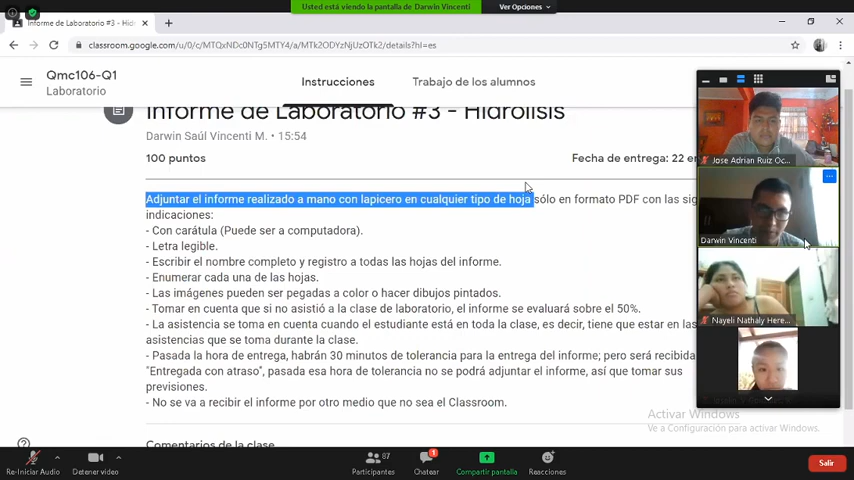 Usted está viendo la pantalla de Darwin Vincenti
Ver Opciones
Informe de Laboratorio #3 - Hidr
classroom.google.com/u/0/c/MTQxNDc0NTg5MTY4/a/MTk2ODYzNjUzOTk2/details?hl=es
Qmc106-Q1
Laboratorio
Instrucciones
Trabajo de los alumnos
Informe de Laboratorio #3 - Hidrólisis
Darwin Saúl Vincenti M. • 15:54
100 puntos
Fecha de entrega: 22 en
Adjuntar el informe realizado a mano con lapicero en cualquier tipo de hoja sólo en formato PDF con las sig
indicaciones:
- Con carátula (Puede ser a computadora).
- Letra legible.
- Escribir el nombre completo y registro a todas las hojas del informe.
- Enumerar cada una de las hojas.
- Las imágenes pueden ser pegadas a color o hacer dibujos pintados.
- Tomar en cuenta que si no asistió a la clase de laboratorio, el informe se evaluará sobre el 50%.
- La asistencia se toma en cuenta cuando el estudiante está en toda la clase, es decir, tiene que estar en las
asistencias que se toma durante la clase.
- Pasada la hora de entrega, habrán 30 minutos de tolerancia para la entrega del informe; pero será recibida
"Entregada con atraso", pasada esa hora de tolerancia no se podrá adjuntar el informe, así que tomar sus
previsiones.
- No se va a recibir el informe por otro medio que no sea el Classroom.
Comentarios de la clase
Jose Adrian Ruiz Oc...
Darwin Vincenti
Nayeli Nathaly Here...
Activar Windows
Ve a Configuración para activar Windows.
Re-Iniciar Audio
Detener video
87
Participantes
1
Chatear
Compartir pantalla
Reacciones
Salir